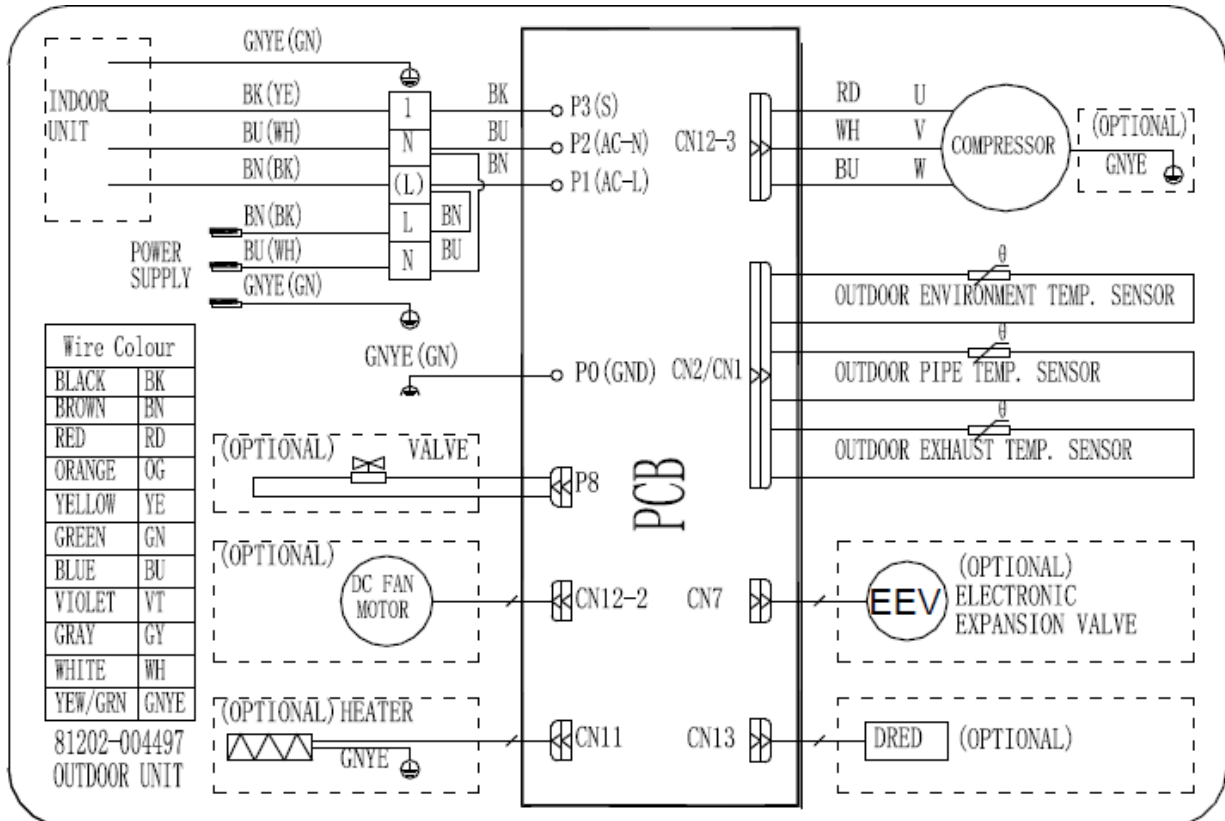 GNYE(GN)
INDOOR
UNIT
BK(YE)
BU(WH)
BN(BK)
1
N
(L)
L
N
BK
BU
BN
P3(S)
P2(AC-N)
P1(AC-L)
BN(BK)
BU(WH)
GNYE(GN)
POWER
SUPPLY
BN
BU
CN12-3
RD
WH
BU
U
V
W
COMPRESSOR
(OPTIONAL)
GNYE
GNYE(GN)
P0(GND)
CN2/CN1
θ
OUTDOOR ENVIRONMENT TEMP. SENSOR
θ
OUTDOOR PIPE TEMP. SENSOR
θ
OUTDOOR EXHAUST TEMP. SENSOR
Wire Colour
BLACK BK
BROWN BN
RED RD
ORANGE OG
YELLOW YE
GREEN GN
BLUE BU
VIOLET VT
GRAY GY
WHITE WH
YEW/GRN GNYE
81202-004497
OUTDOOR UNIT
(OPTIONAL) VALVE
P8
PCB
(OPTIONAL)
DC FAN
MOTOR
CN12-2
CN7
EEV
(OPTIONAL)
ELECTRONIC
EXPANSION VALVE
(OPTIONAL) HEATER
GNYE
CN11
CN13
DRED
(OPTIONAL)